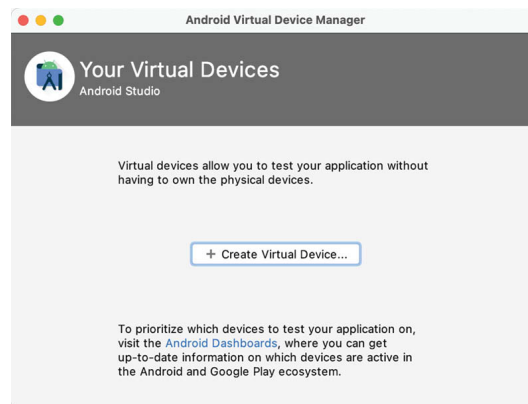 Android Virtual Device Manager
Your Virtual Devices
Android Studio
Virtual devices allow you to test your application without
having to own the physical devices.
+ Create Virtual Device...
To prioritize which devices to test your application on,
visit the Android Dashboards, where you can get
up-to-date information on which devices are active in
the Android and Google Play ecosystem.